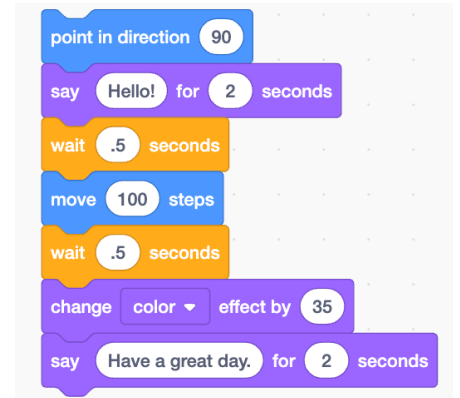 point in direction 90
say Hello! for 2 seconds
wait .5 seconds
move 100 steps
wait .5 seconds
change color effect by 35
say Have a great day. for 2 seconds